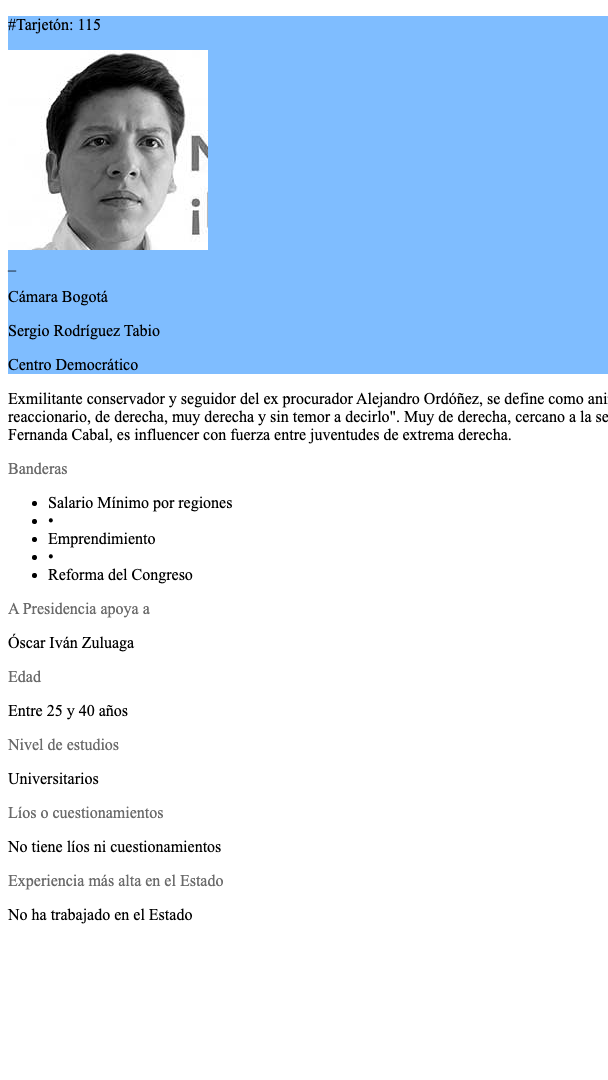 #Tarjetón: 115
_
Cámara Bogotá
Sergio Rodríguez Tabio
Centro Democrático
Exmilitante conservador y seguidor del ex procurador Alejandro Ordóñez, se define como
reaccionario, de derecha, muy derecha y sin temor a decirlo". Muy de derecha, cercano a la
Fernanda Cabal, es influencer con fuerza entre juventudes de extrema derecha.
Banderas
• Salario Mínimo por regiones
• •
• Emprendimiento
• •
• Reforma del Congreso
A Presidencia apoya a
Óscar Iván Zuluaga
Edad
Entre 25 y 40 años
Nivel de estudios
Universitarios
Líos o cuestionamientos
No tiene líos ni cuestionamientos
Experiencia más alta en el Estado
No ha trabajado en el Estado